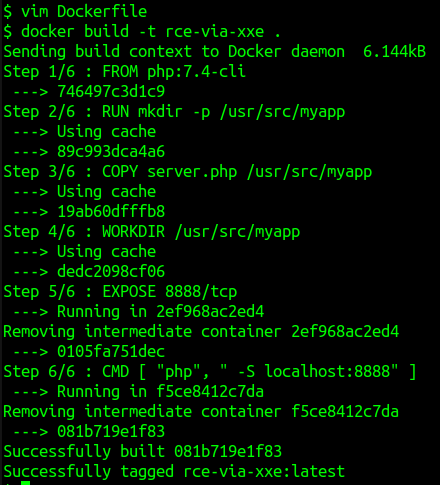 $ vim Dockerfile
$ docker build -t rce-via-xxe .
Sending build context to Docker daemon  6.144kB
Step 1/6 : FROM php:7.4-cli
 ---> 746497c3d1c9
Step 2/6 : RUN mkdir -p /usr/src/myapp
 ---> Using cache
 ---> 89c993dca4a6
Step 3/6 : COPY server.php /usr/src/myapp
 ---> Using cache
 ---> 19ab60dfffb8
Step 4/6 : WORKDIR /usr/src/myapp
 ---> Using cache
 ---> dedc2098cf06
Step 5/6 : EXPOSE 8888/tcp
 ---> Running in 2ef968ac2ed4
Removing intermediate container 2ef968ac2ed4
 ---> 0105fa751dec
Step 6/6 : CMD [ "php", " -S localhost:8888" ]
 ---> Running in f5ce8412c7da
Removing intermediate container f5ce8412c7da
 ---> 081b719e1f83
Successfully built 081b719e1f83
Successfully tagged rce-via-xxe:latest
$